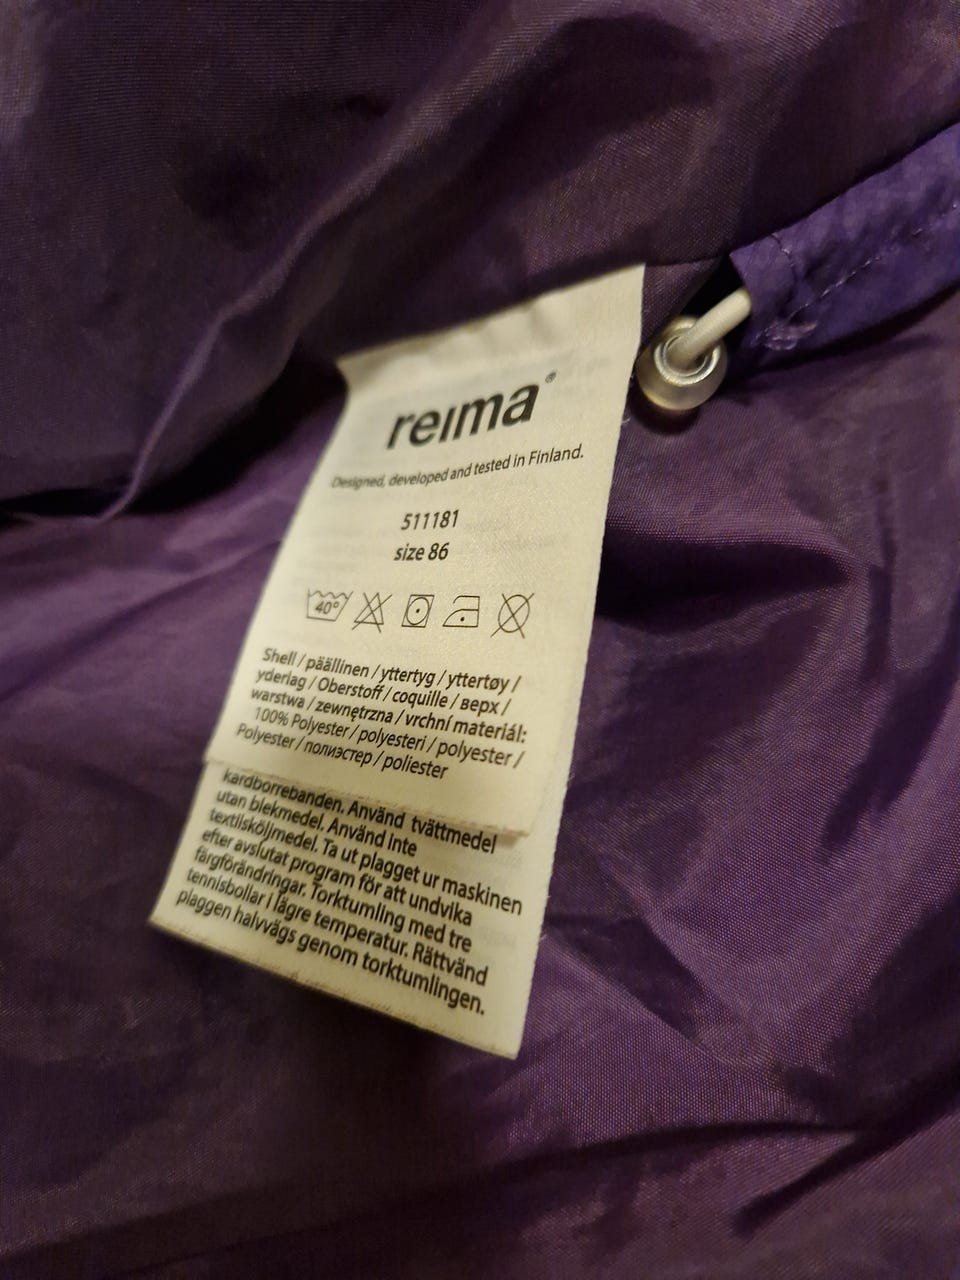 reima®
Designed, developed and tested in Finland.
511181
size 86
40°
Shell / päällinen / yttertyg / yttertøy /
yderlag / Oberstoff / coquille / верх /
warstwa / zewnętrzna / vrchní materiál:
100% Polyester / polyesteri / polyester /
Polyester / полиэстер / poliester
kardborrebanden. Använd tvättmedel
utan blekmedel. Använd inte
textilsköljmedel. Ta ut plagget ur maskinen
efter avslutat program för att undvika
färgförändringar. Torktumling med tre
tennisbollar i lägre temperatur. Rättvänd
plaggen halvvägs genom torktumlingen.